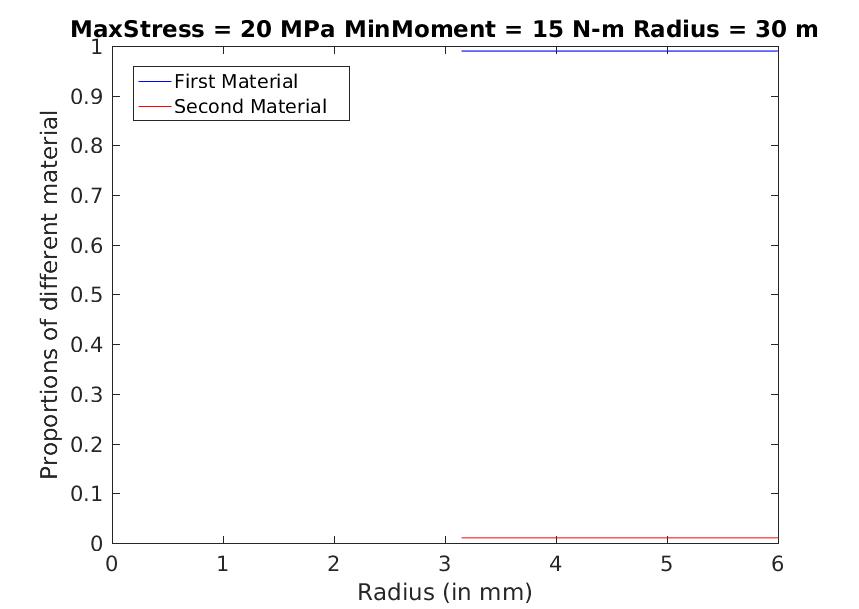 MaxStress = 20 MPa MinMoment = 15 N-m Radius = 30 m
First Material
Second Material
Proportions of different material
1
0.9
0.8
0.7
0.6
0.5
0.4
0.3
0.2
0.1
0
0 1 2 3 4 5 6
Radius (in mm)